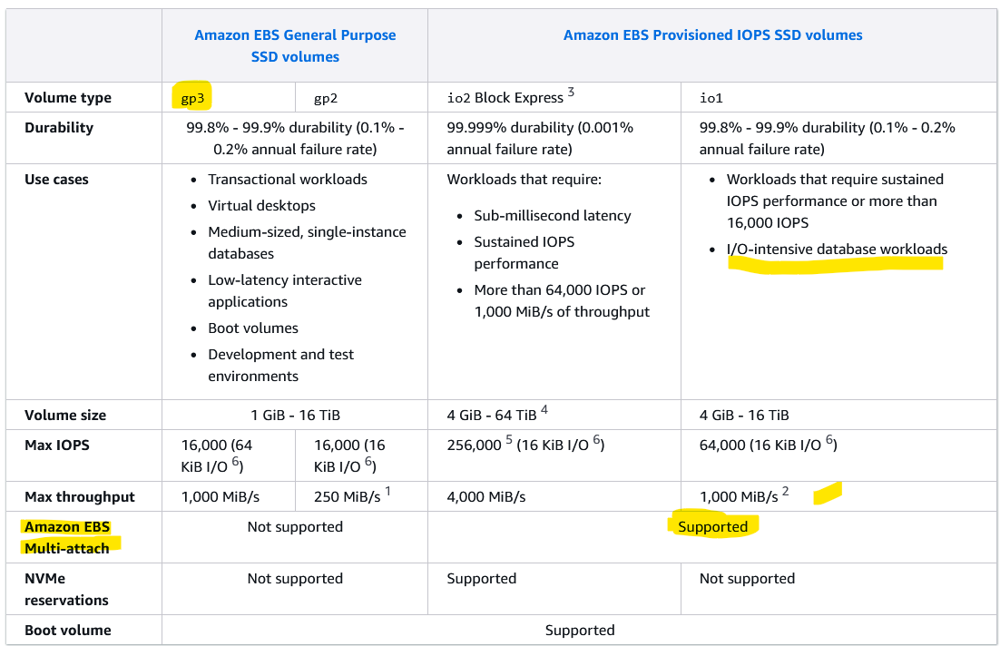 Amazon EBS General Purpose
SSD volumes
Amazon EBS Provisioned IOPS SSD volumes
Volume type
gp3
gp2
io2 Block Express 3
io1
Durability
99.8% - 99.9% durability (0.1% -
0.2% annual failure rate)
99.999% durability (0.001%
annual failure rate)
99.8% - 99.9% durability (0.1% - 0.2%
annual failure rate)
Use cases
• Transactional workloads
• Virtual desktops
• Medium-sized, single-instance
databases
• Low-latency interactive
applications
• Boot volumes
• Development and test
environments
Workloads that require:
• Sub-millisecond latency
• Sustained IOPS
performance
• More than 64,000 IOPS or
1,000 MiB/s of throughput
• Workloads that require sustained
IOPS performance or more than
16,000 IOPS
• I/O-intensive database workloads
Volume size
1 GiB - 16 TiB
4 GiB - 64 TiB 4
4 GiB - 16 TiB
Max IOPS
16,000 (64
KiB I/O 6)
16,000 (16
KiB I/O 6)
256,000 5 (16 KiB I/O 6)
64,000 (16 KiB I/O 6)
Max throughput
1,000 MiB/s
250 MiB/s 1
4,000 MiB/s
1,000 MiB/s 2
Amazon EBS
Multi-attach
Not supported
Supported
NVMe
reservations
Not supported
Supported
Not supported
Boot volume
Supported